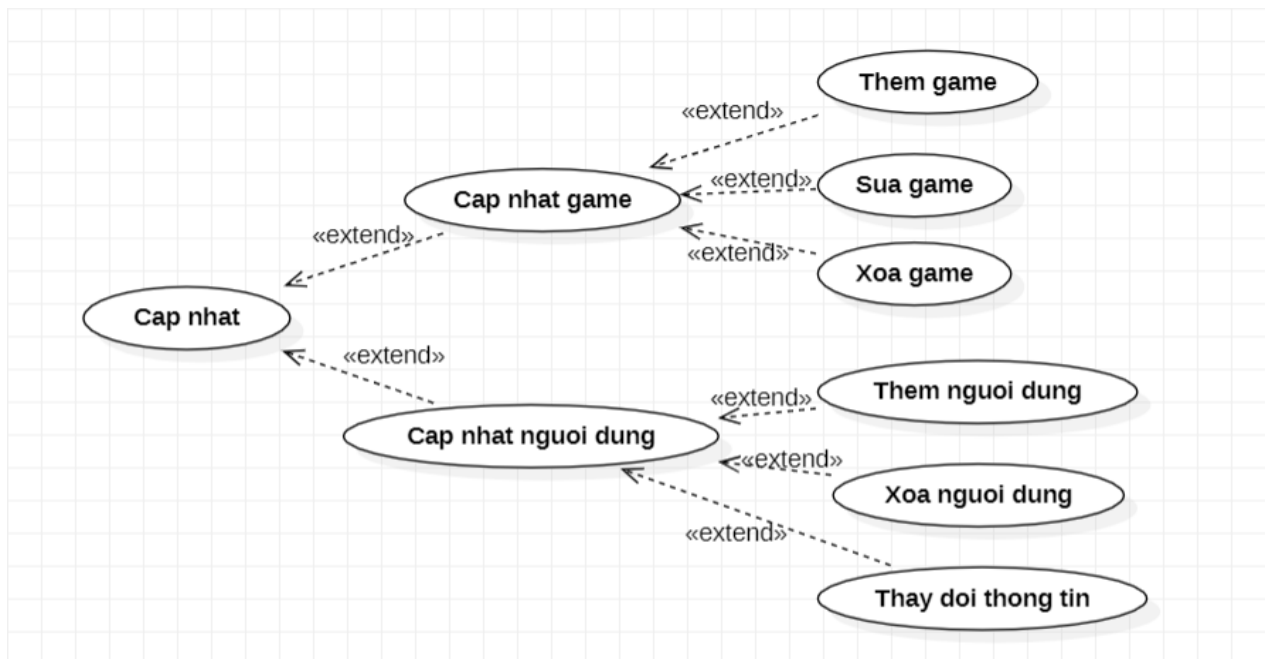 Them game
«extend»
«extend»
Sua game
Cap nhat game
«extend»
«extend»
Xoa game
Cap nhat
«extend»
Them nguoi dung
«extend»
Cap nhat nguoi dung
«extend»
Xoa nguoi dung
«extend»
Thay doi thong tin